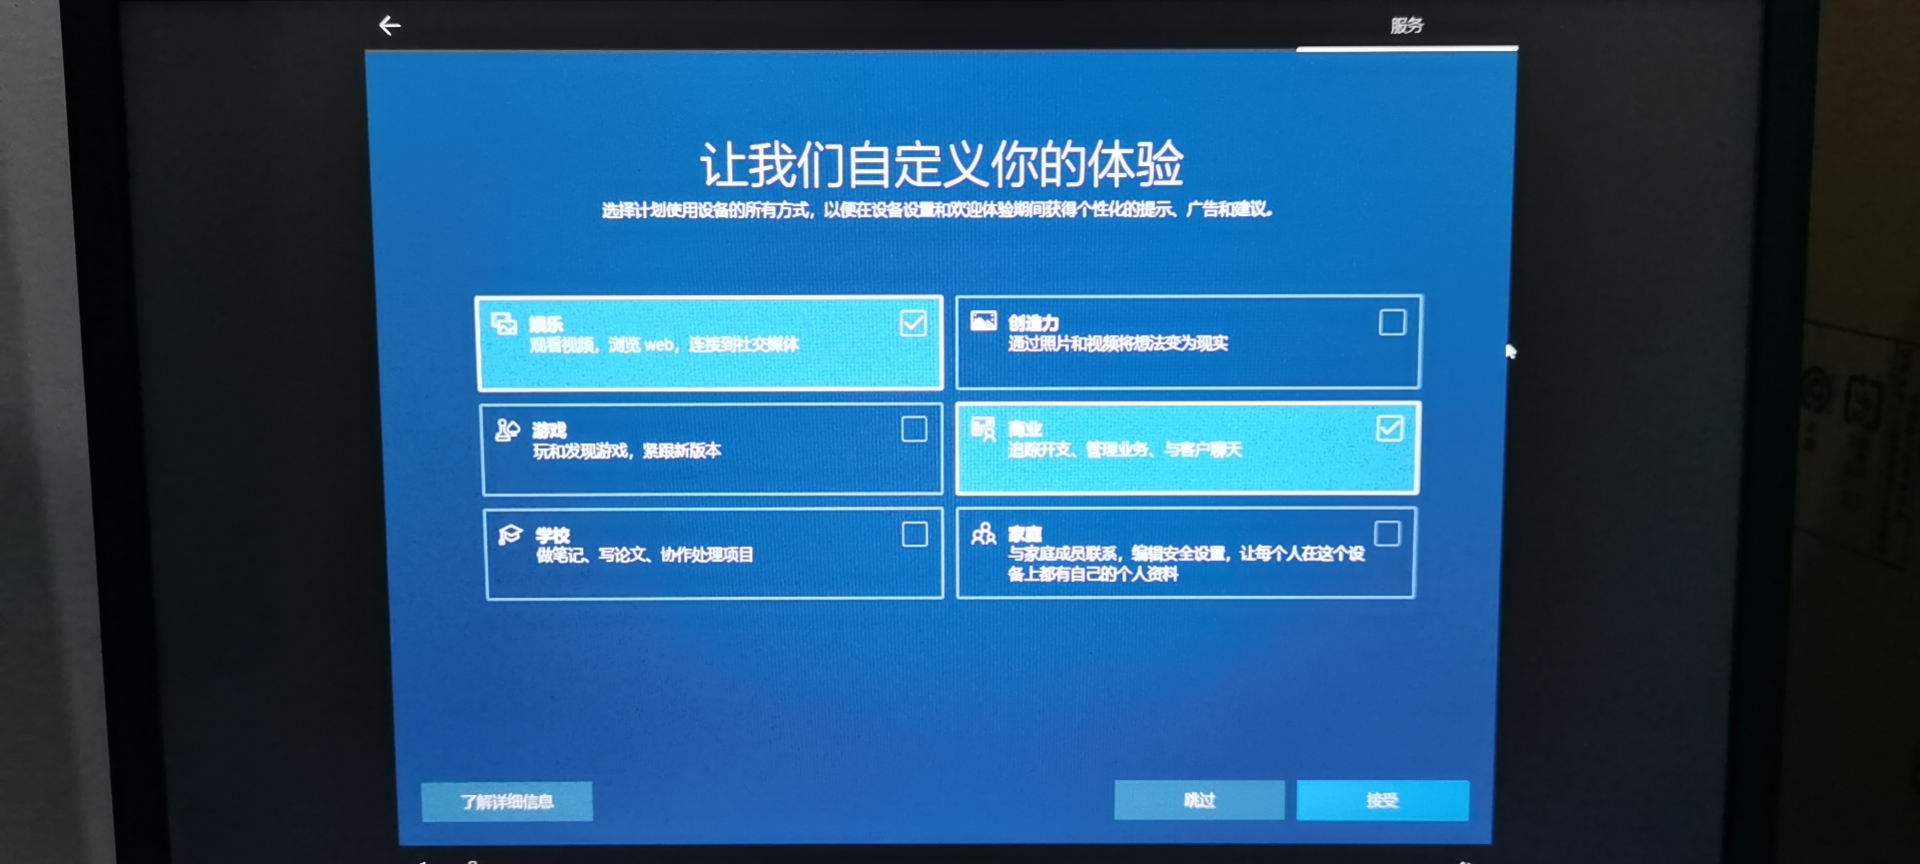 服务
让我们自定义你的体验
选择计划使用设备的所有方式，以便在设备设置和欢迎体验期间获得个性化的提示、广告和建议。
娱乐
观看视频，浏览 web，连接到社交媒体
创造力
通过照片和视频将想法变为现实
游戏
玩和发现游戏，紧跟新版本
商业
追踪开支、管理业务、与客户聊天
学校
做笔记、写论文、协作处理项目
家庭
与家庭成员联系，编辑安全设置，让每个人在这个设
备上都有自己的个人资料
了解详细信息
跳过
接受